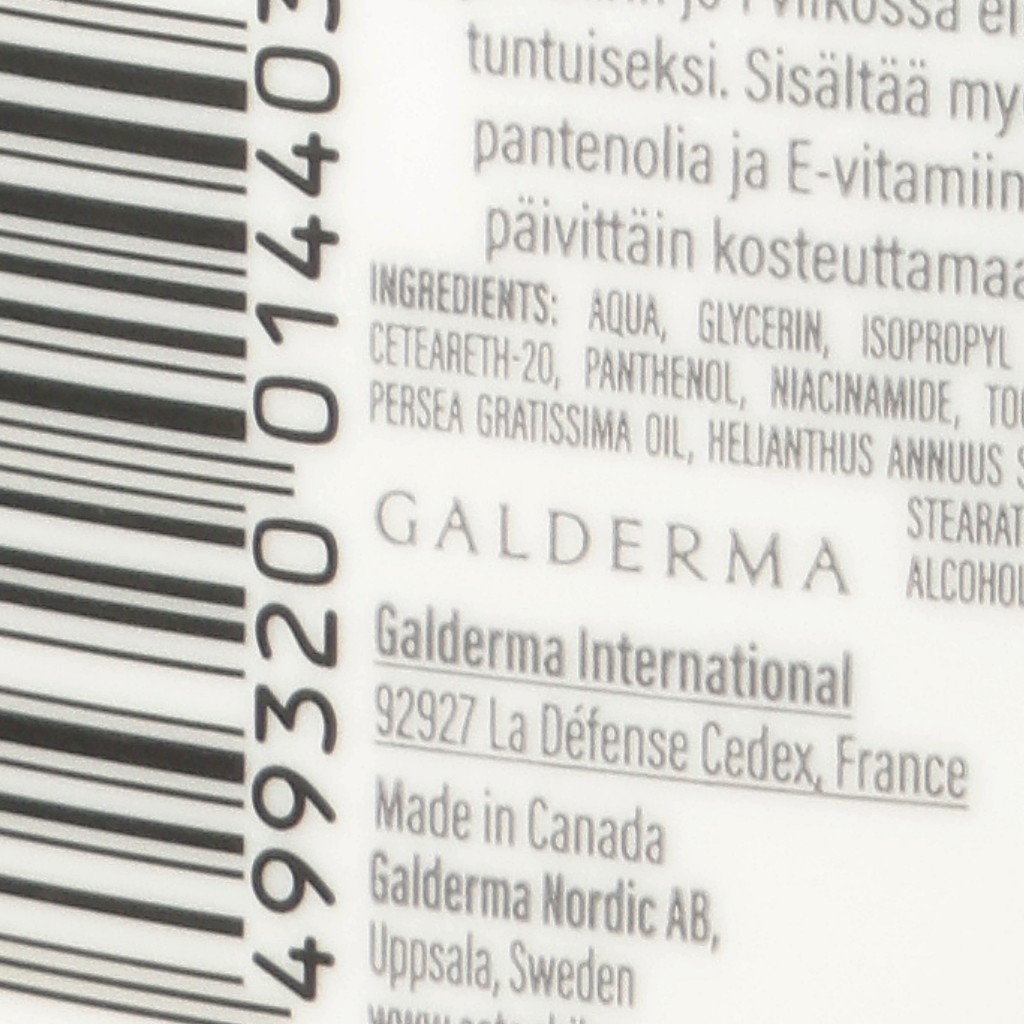 tuntuiseksi. Sisältää
pantenolia ja E-vitamiin
päivittäin kosteuttamaa
INGREDIENTS: AQUA, GLYCERIN, ISOPROPYL
CETEARETH-20, PANTHENOL, NIACINAMIDE,
PERSEA GRATISSIMA OIL, HELIANTHUS ANNUUS
STEARAT
ALCOHOL
GALDERMA
Galderma International
92927 La Défense Cedex, France
Made in Canada
Galderma Nordic AB,
Uppsala, Sweden
499320 014403